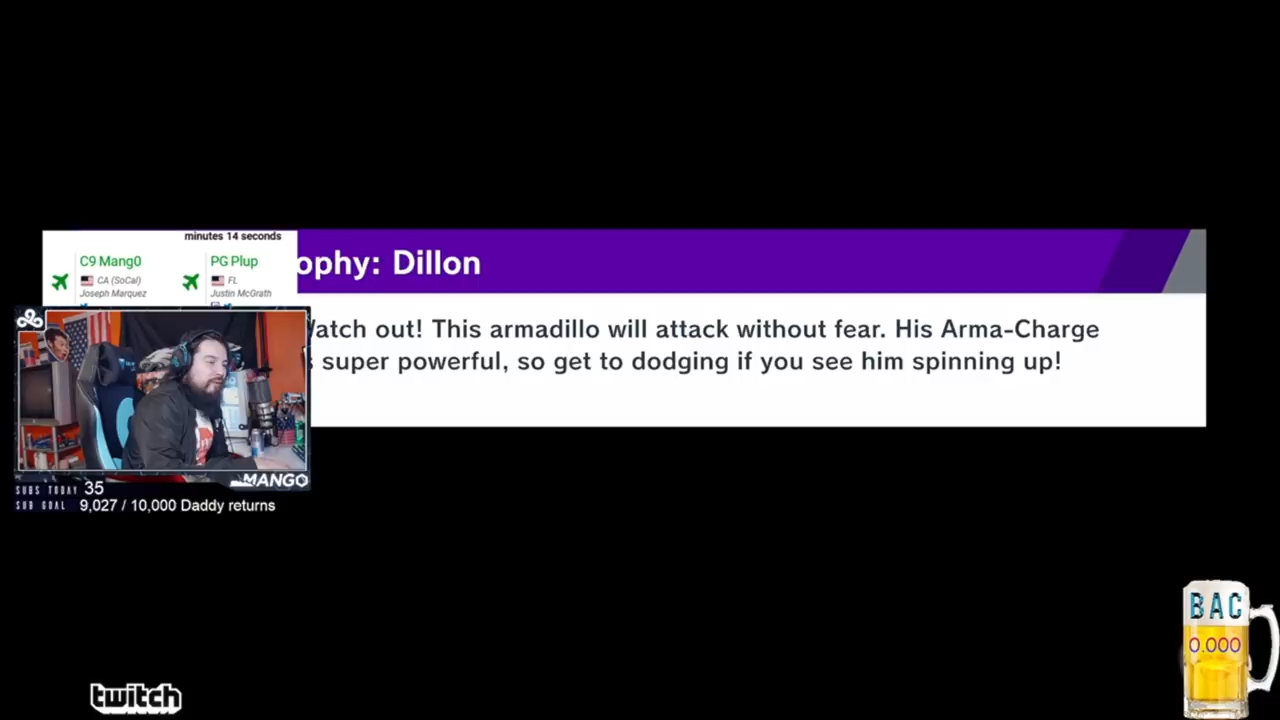 minutes 14 seconds
C9 Mang0
PG Plup
CA (SoCal)
FL
Joseph Marquez
Justin McGrath
ophy: Dillon
Watch out! This armadillo will attack without fear. His Arma-Charge
s super powerful, so get to dodging if you see him spinning up!
MANGO
SUBS TODAY 35
SUB GOAL 9,027 / 10,000 Daddy returns
BAC
0.000
twitch